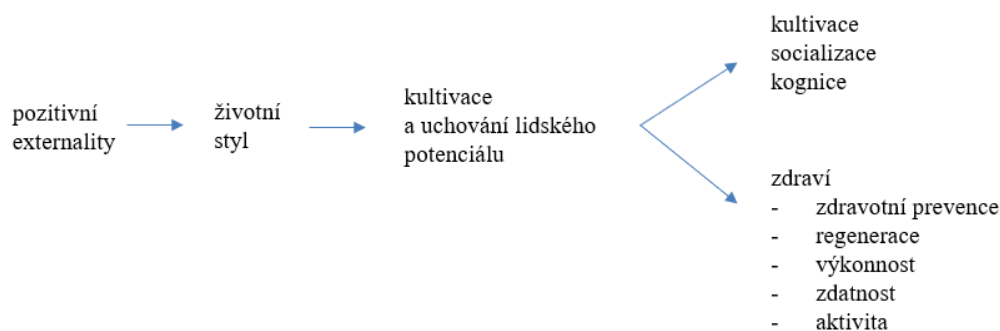 pozitivní
externality
životní
styl
kultivace
a uchování lidského
potenciálu
kultivace
socializace
kognice
zdraví
- zdravotní prevence
- regenerace
- výkonnost
- zdatnost
- aktivita